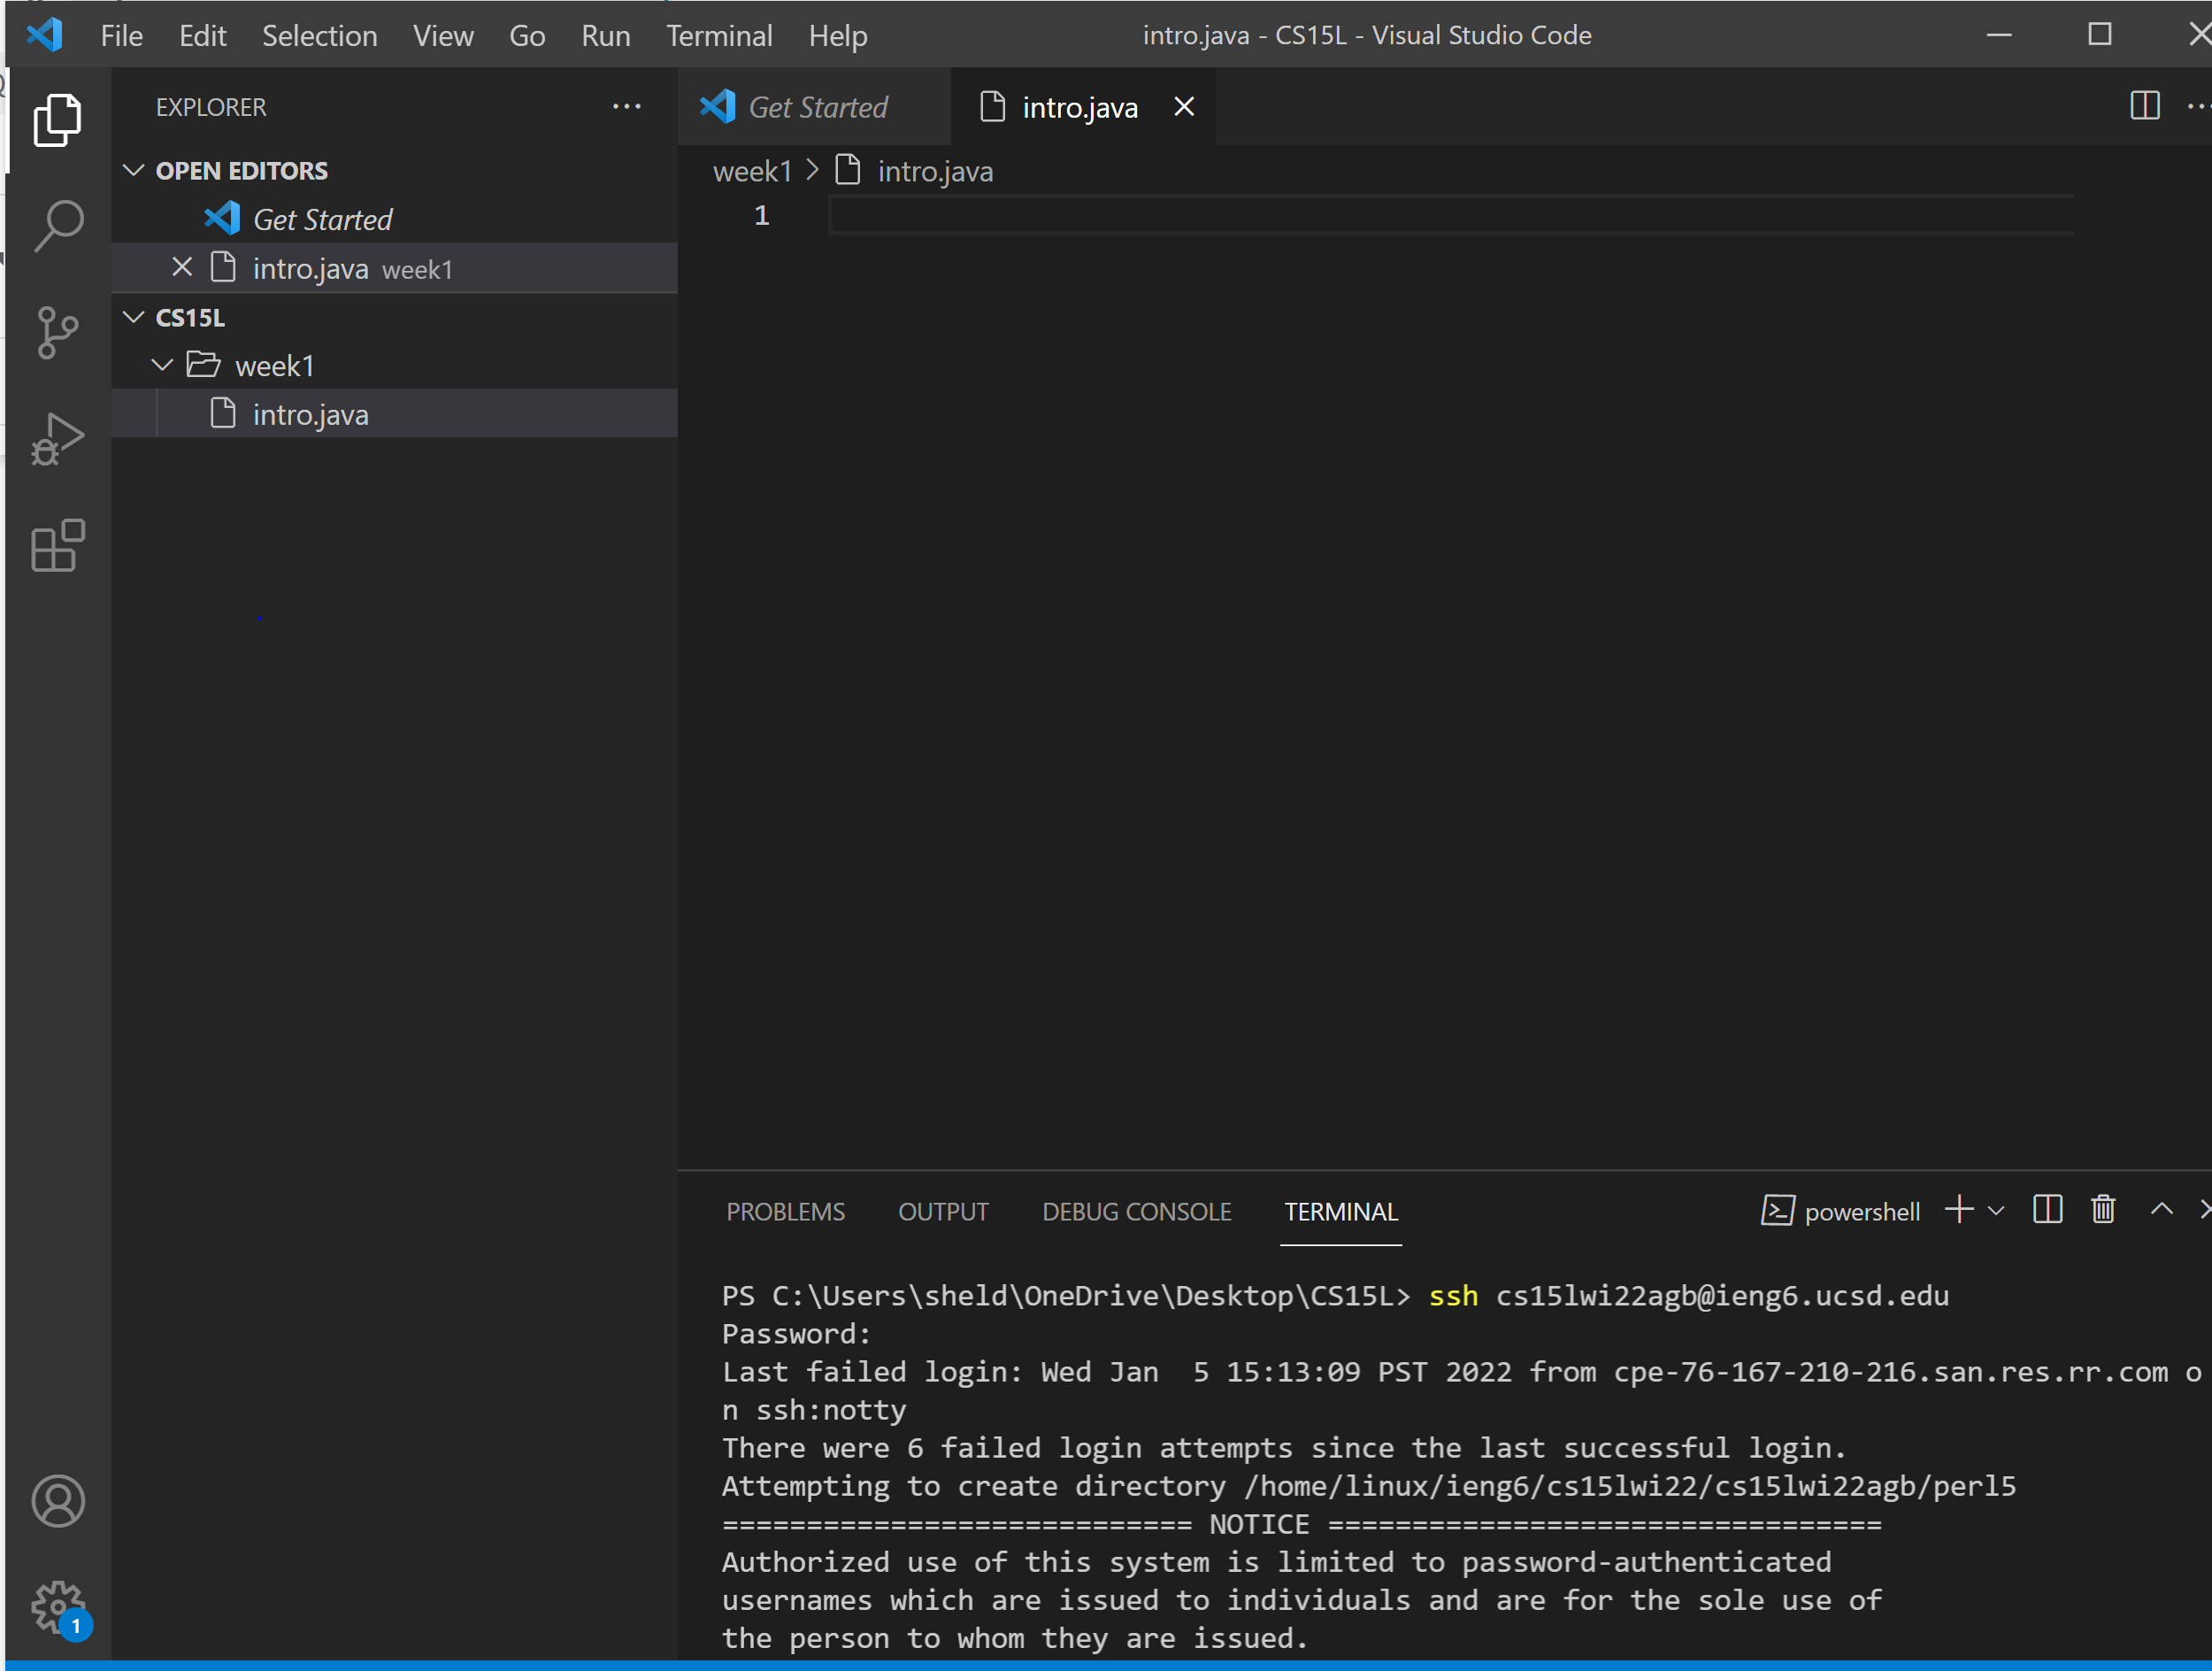 File Edit Selection View Go Run Terminal Help intro.java - CS15L - Visual Studio Code
EXPLORER
OPEN EDITORS
Get Started
intro.java week1
CS15L
week1
intro.java
Get Started intro.java
week1 > intro.java
1
PROBLEMS OUTPUT DEBUG CONSOLE TERMINAL powershell
PS C:\Users\sheld\OneDrive\Desktop\CS15L> ssh cs15lwi22agb@ieng6.ucsd.edu
Password:
Last failed login: Wed Jan  5 15:13:09 PST 2022 from cpe-76-167-210-216.san.res.rr.com o
n ssh:notty
There were 6 failed login attempts since the last successful login.
Attempting to create directory /home/linux/ieng6/cs15lwi22/cs15lwi22agb/perl5
============================ NOTICE =================================
Authorized use of this system is limited to password-authenticated
usernames which are issued to individuals and are for the sole use of
the person to whom they are issued.
1